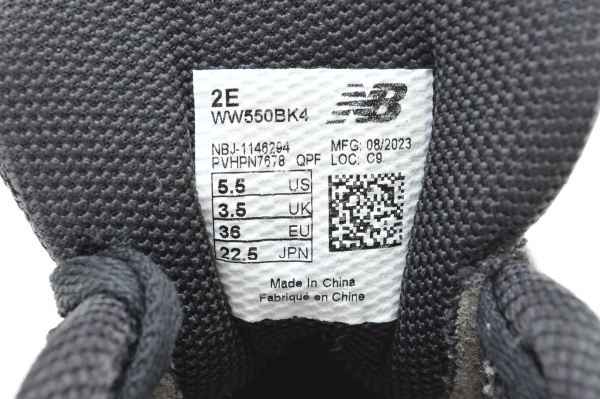 2E
WW550BK4
NB
NBJ-1146294
PVHPN7678 QPF
MFG: 08/2023
LOC: C9
5.5 US
3.5 UK
36 EU
22.5 JPN
Made In China
Fabriqué en Chine